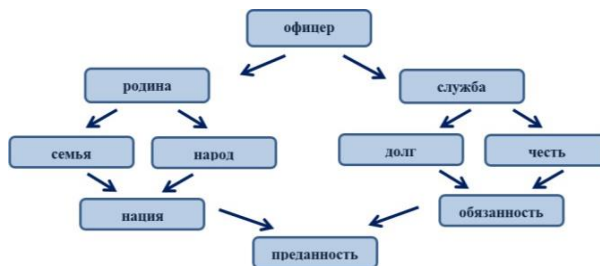 офицер
родина
служба
семья
народ
долг
честь
нация
обязанность
преданность